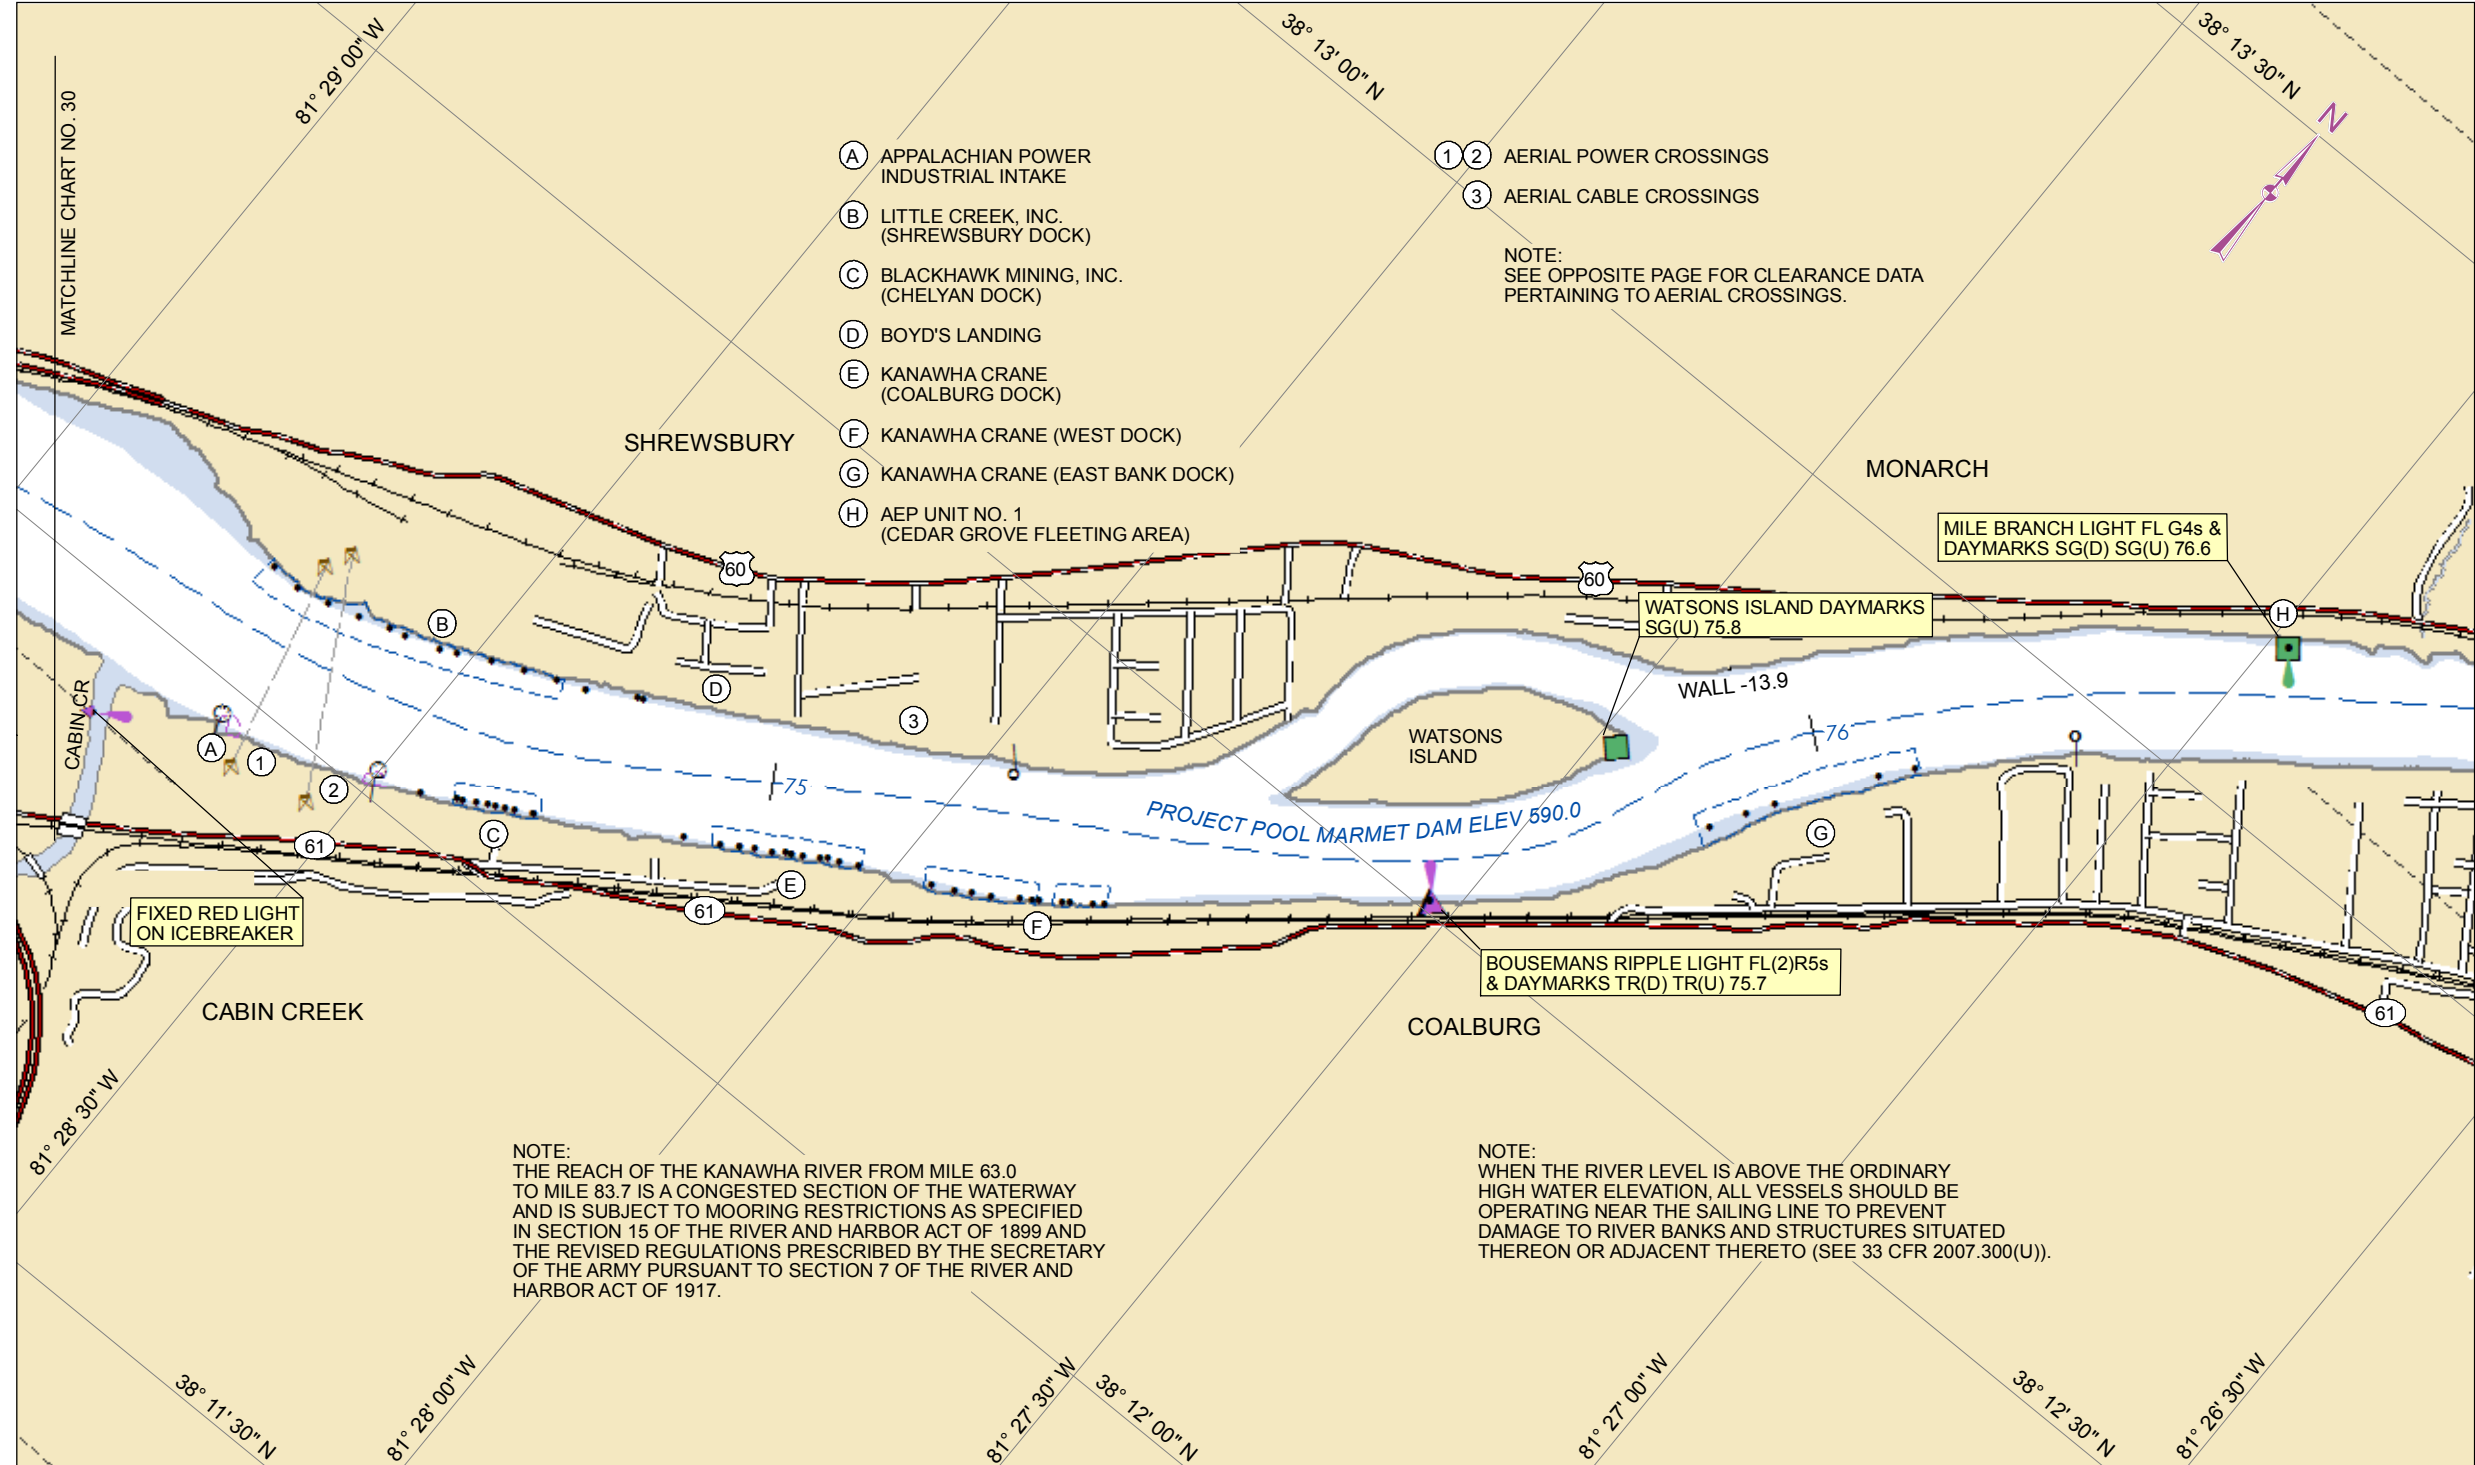 MATCHLINE CHART NO. 30
81° 29' 00" W
38° 13' 00" N
38° 13' 30" N
N
A APPALACHIAN POWER
INDUSTRIAL INTAKE
B LITTLE CREEK, INC.
(SHREWSBURY DOCK)
C BLACKHAWK MINING, INC.
(CHELYAN DOCK)
D BOYD'S LANDING
E KANAWHA CRANE
(COALBURG DOCK)
F KANAWHA CRANE (WEST DOCK)
G KANAWHA CRANE (EAST BANK DOCK)
H AEP UNIT NO. 1
(CEDAR GROVE FLEETING AREA)
1 2 AERIAL POWER CROSSINGS
3 AERIAL CABLE CROSSINGS
NOTE:
SEE OPPOSITE PAGE FOR CLEARANCE DATA
PERTAINING TO AERIAL CROSSINGS.
SHREWSBURY
MONARCH
MILE BRANCH LIGHT FL G4s &
DAYMARKS SG(D) SG(U) 76.6
60
60
WATSONS ISLAND DAYMARKS
SG(U) 75.8
H
B
D
3
WALL -13.9
WATSONS
ISLAND
76
CABIN CR
A
1
2
75
PROJECT POOL MARMET DAM ELEV 590.0
C
G
61
E
61
F
FIXED RED LIGHT
ON ICEBREAKER
BOUSEMANS RIPPLE LIGHT FL(2)R5s
& DAYMARKS TR(D) TR(U) 75.7
CABIN CREEK
COALBURG
61
81° 28' 30" W
NOTE:
THE REACH OF THE KANAWHA RIVER FROM MILE 63.0
TO MILE 83.7 IS A CONGESTED SECTION OF THE WATERWAY
AND IS SUBJECT TO MOORING RESTRICTIONS AS SPECIFIED
IN SECTION 15 OF THE RIVER AND HARBOR ACT OF 1899 AND
THE REVISED REGULATIONS PRESCRIBED BY THE SECRETARY
OF THE ARMY PURSUANT TO SECTION 7 OF THE RIVER AND
HARBOR ACT OF 1917.
NOTE:
WHEN THE RIVER LEVEL IS ABOVE THE ORDINARY
HIGH WATER ELEVATION, ALL VESSELS SHOULD BE
OPERATING NEAR THE SAILING LINE TO PREVENT
DAMAGE TO RIVER BANKS AND STRUCTURES SITUATED
THEREON OR ADJACENT THERETO (SEE 33 CFR 2007.300(U)).
38° 11' 30" N
81° 28' 00" W
81° 27' 30" W
38° 12' 00" N
81° 27' 00" W
38° 12' 30" N
81° 26' 30" W